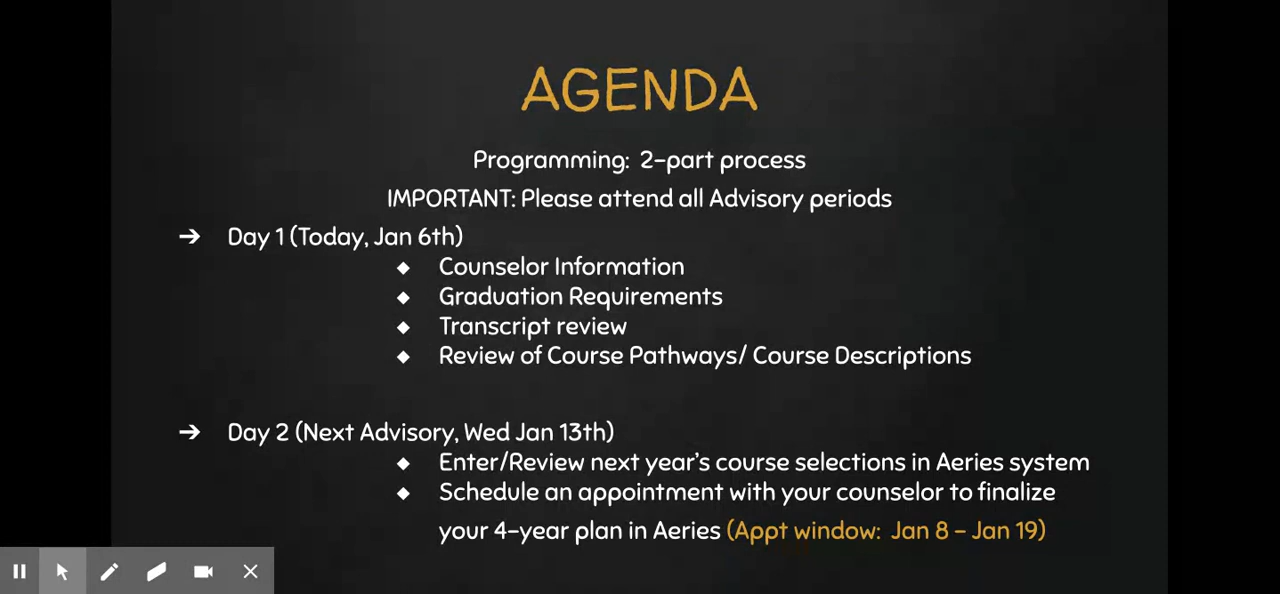 AGENDA
Programming: 2-part process
IMPORTANT: Please attend all Advisory periods
➔ Day 1 (Today, Jan 6th)
◆ Counselor Information
◆ Graduation Requirements
◆ Transcript review
◆ Review of Course Pathways/ Course Descriptions
➔ Day 2 (Next Advisory, Wed Jan 13th)
◆ Enter/Review next year's course selections in Aeries system
◆ Schedule an appointment with your counselor to finalize
your 4-year plan in Aeries (Appt window: Jan 8 - Jan 19)